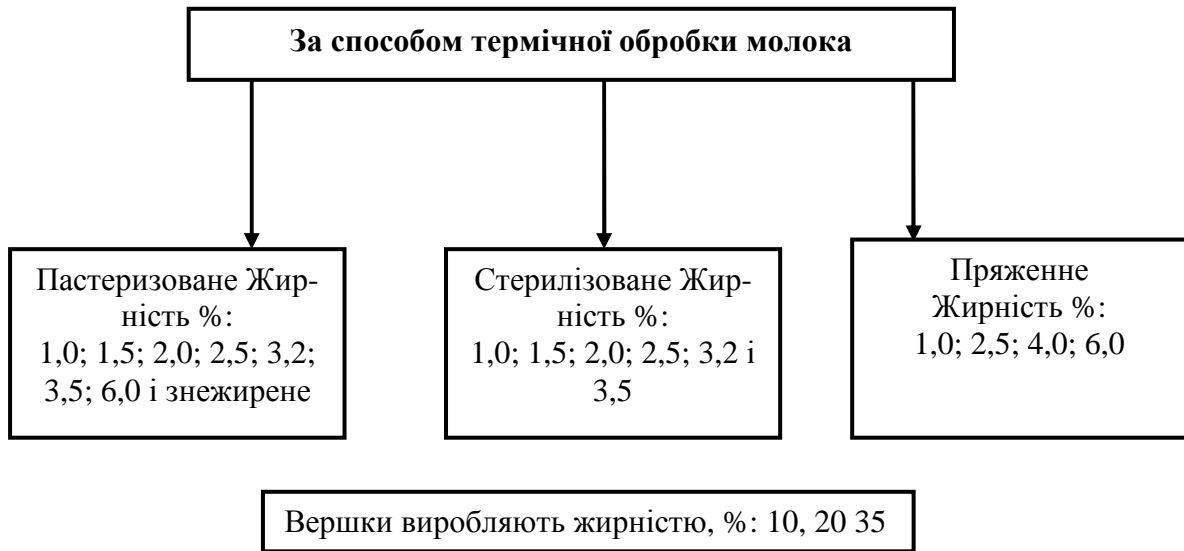 За способом термічної обробки молока
Пастеризоване Жир-
ність %:
1,0; 1,5; 2,0; 2,5; 3,2;
3,5; 6,0 і знежирене
Стерилізоване Жир-
ність %:
1,0; 1,5; 2,0; 2,5; 3,2 і
3,5
Пряженне
Жирність %:
1,0; 2,5; 4,0; 6,0
Вершки виробляють жирністю, %: 10, 20 35